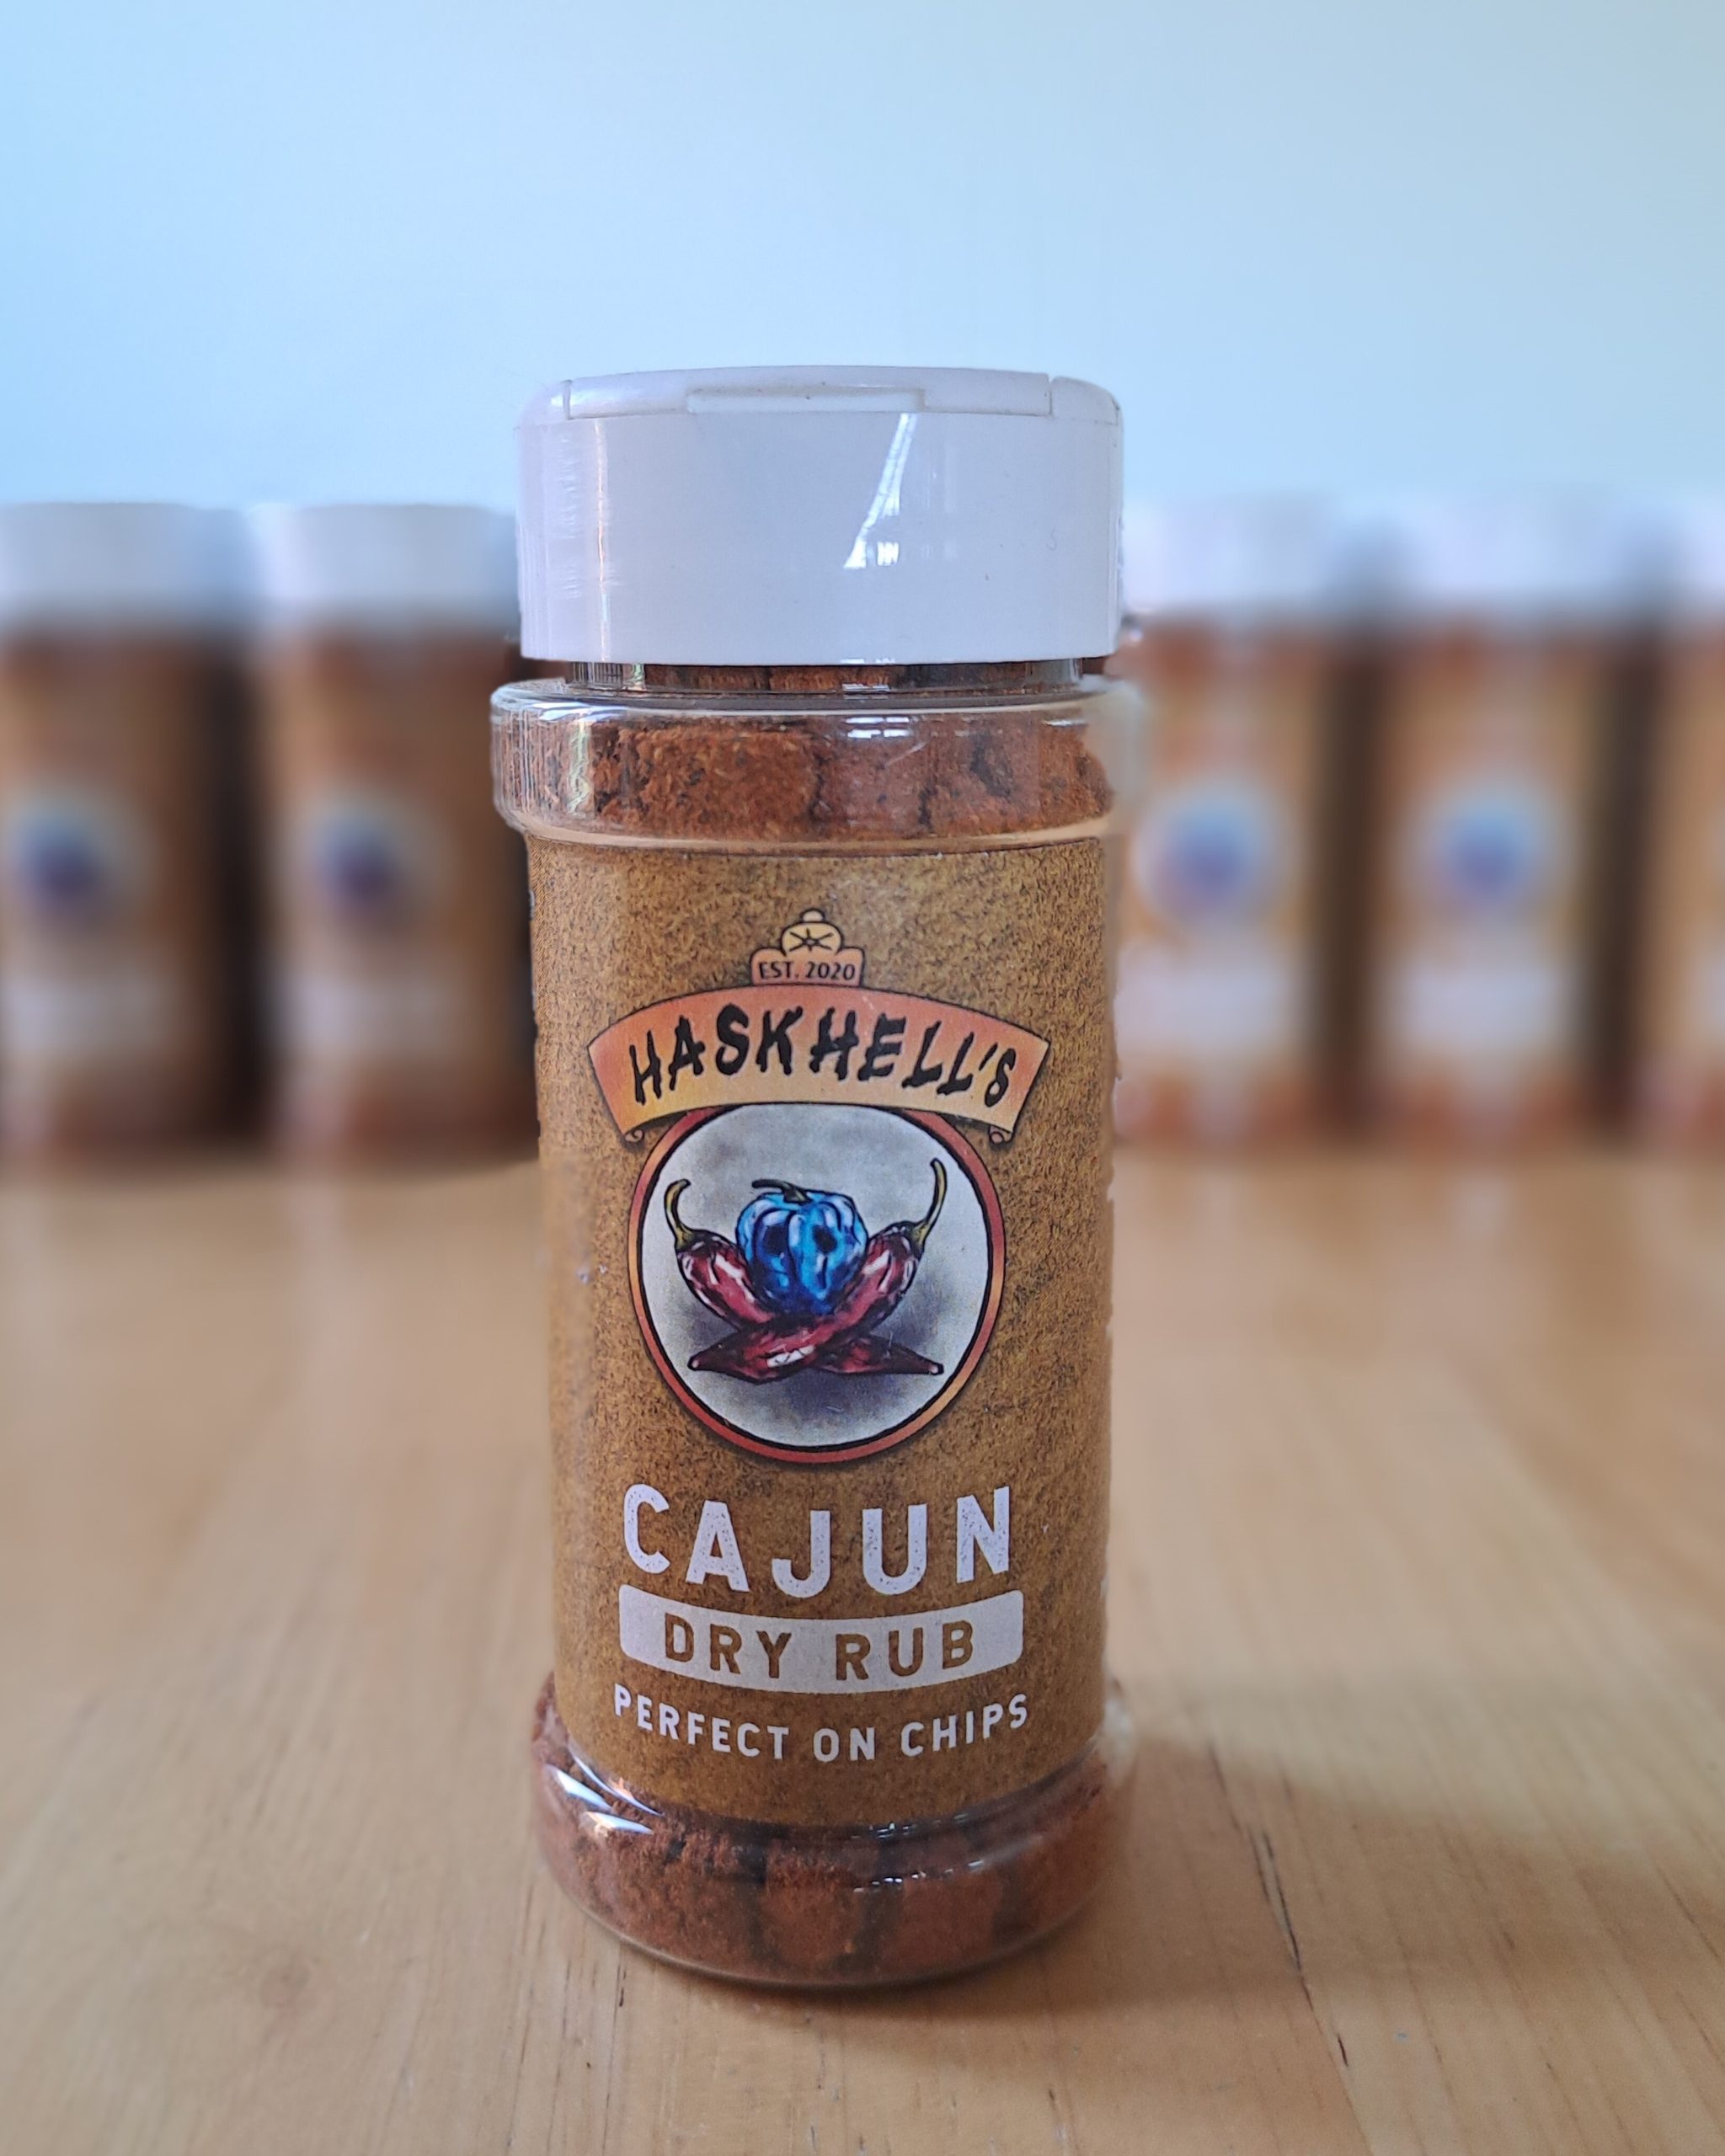 EST. 2020
HASKHELL'S
CAJUN
DRY RUB
PERFECT ON CHIPS